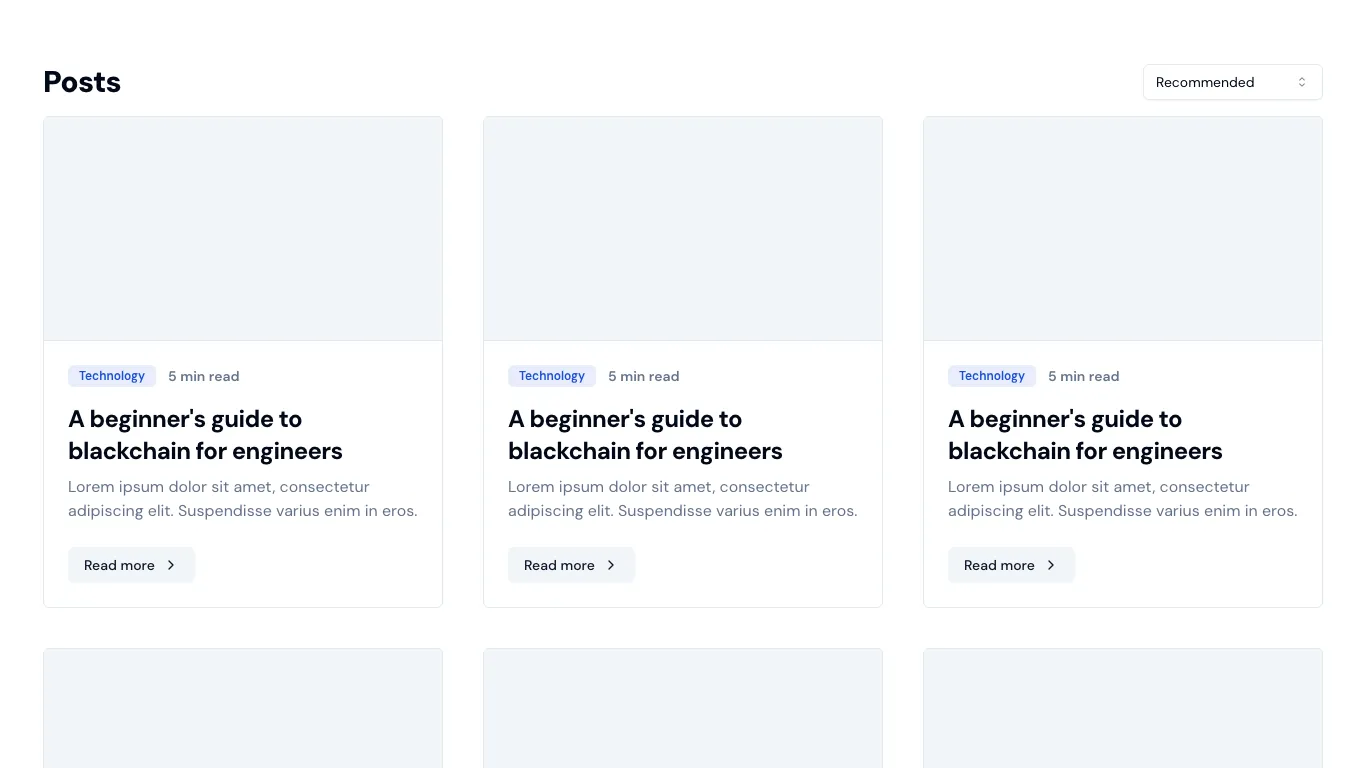 Posts
Recommended
Technology
5 min read
A beginner's guide to
blackchain for engineers
Lorem ipsum dolor sit amet, consectetur
adipiscing elit. Suspendisse varius enim in eros.
Read more
Technology
5 min read
A beginner's guide to
blackchain for engineers
Lorem ipsum dolor sit amet, consectetur
adipiscing elit. Suspendisse varius enim in eros.
Read more
Technology
5 min read
A beginner's guide to
blackchain for engineers
Lorem ipsum dolor sit amet, consectetur
adipiscing elit. Suspendisse varius enim in eros.
Read more